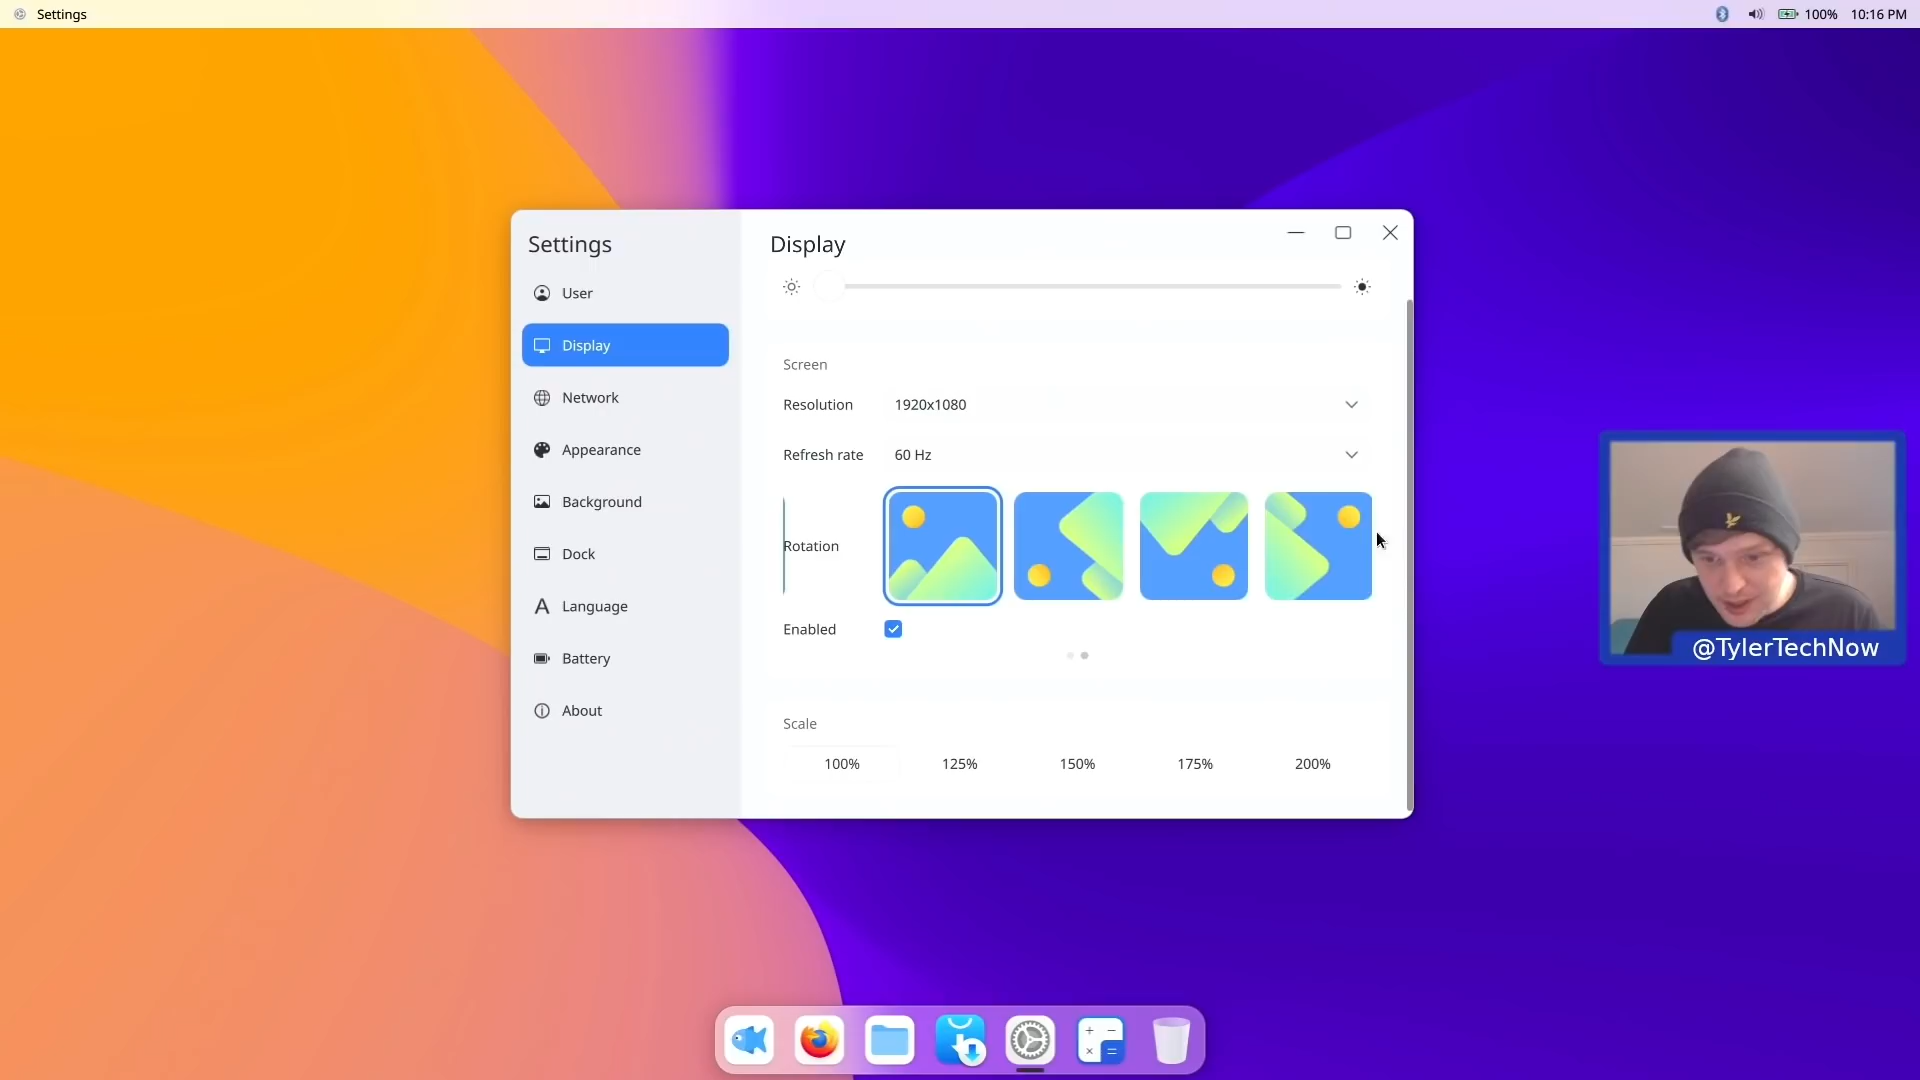 Settings
100%
10:16 PM
Settings
Display
User
Display
Network
Appearance
Background
Dock
Language
Battery
About
Screen
Resolution
1920x1080
Refresh rate
60 Hz
Rotation
Enabled
Scale
100%
125%
150%
175%
200%
@TylerTechNow